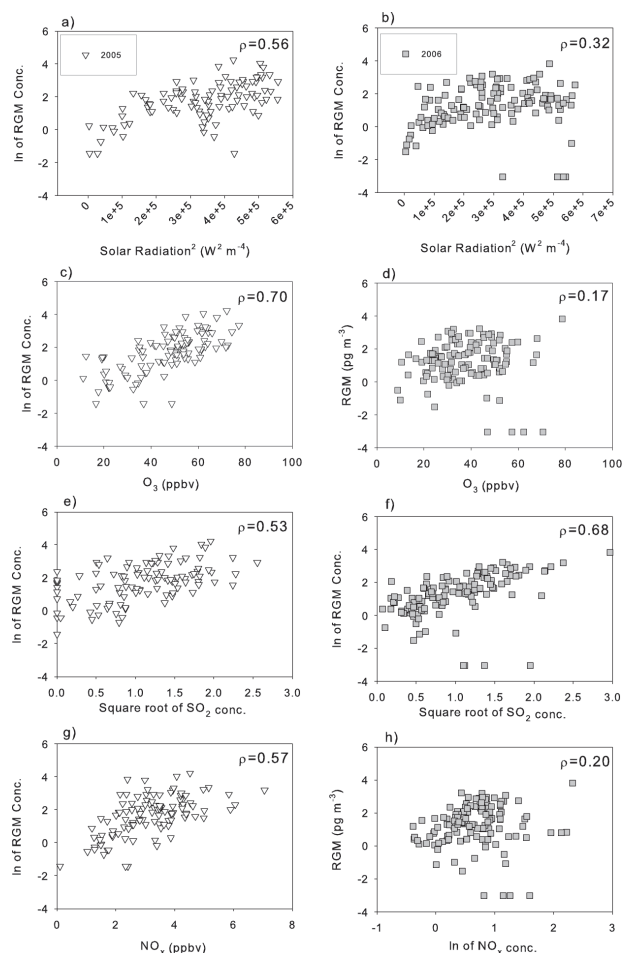 a)
2005
ρ=0.56
ln of RGM Conc.
6
4
2
0
-2
-4
0
1e+5
2e+5
3e+5
4e+5
5e+5
6e+5
Solar Radiation² (W² m⁻⁴)
b)
2006
ρ=0.32
ln of RGM Conc.
6
4
2
0
-2
-4
0
1e+5
2e+5
3e+5
4e+5
5e+5
6e+5
7e+5
Solar Radiation² (W² m⁻⁴)
c)
ρ=0.70
ln of RGM Conc.
6
4
2
0
-2
-4
0 20 40 60 80 100
O₃ (ppbv)
d)
ρ=0.17
RGM (pg m⁻³)
6
4
2
0
-2
-4
0 20 40 60 80 100
O₃ (ppbv)
e)
ρ=0.53
ln of RGM Conc.
6
4
2
0
-2
-4
0.0 0.5 1.0 1.5 2.0 2.5 3.0
Square root of SO₂ conc.
f)
ρ=0.68
ln of RGM Conc.
6
4
2
0
-2
-4
0.0 0.5 1.0 1.5 2.0 2.5 3.0
Square root of SO₂ conc.
g)
ρ=0.57
ln of RGM Conc.
6
4
2
0
-2
-4
0 2 4 6 8
NOₓ (ppbv)
h)
ρ=0.20
RGM (pg m⁻³)
6
4
2
0
-2
-4
-1 0 1 2 3
ln of NOₓ conc.